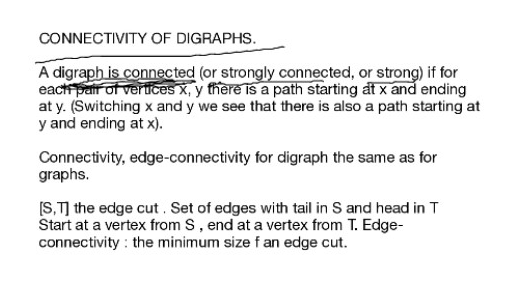 CONNECTIVITY OF DIGRAPHS.
A digraph is connected (or strongly connected, or strong) if for
each pair of vertices x, y there is a path starting at x and ending
at y. (Switching x and y we see that there is also a path starting at
y and ending at x).
Connectivity, edge-connectivity for digraph the same as for
graphs.
[S,T] the edge cut . Set of edges with tail in S and head in T
Start at a vertex from S , end at a vertex from T. Edge-
connectivity : the minimum size f an edge cut.